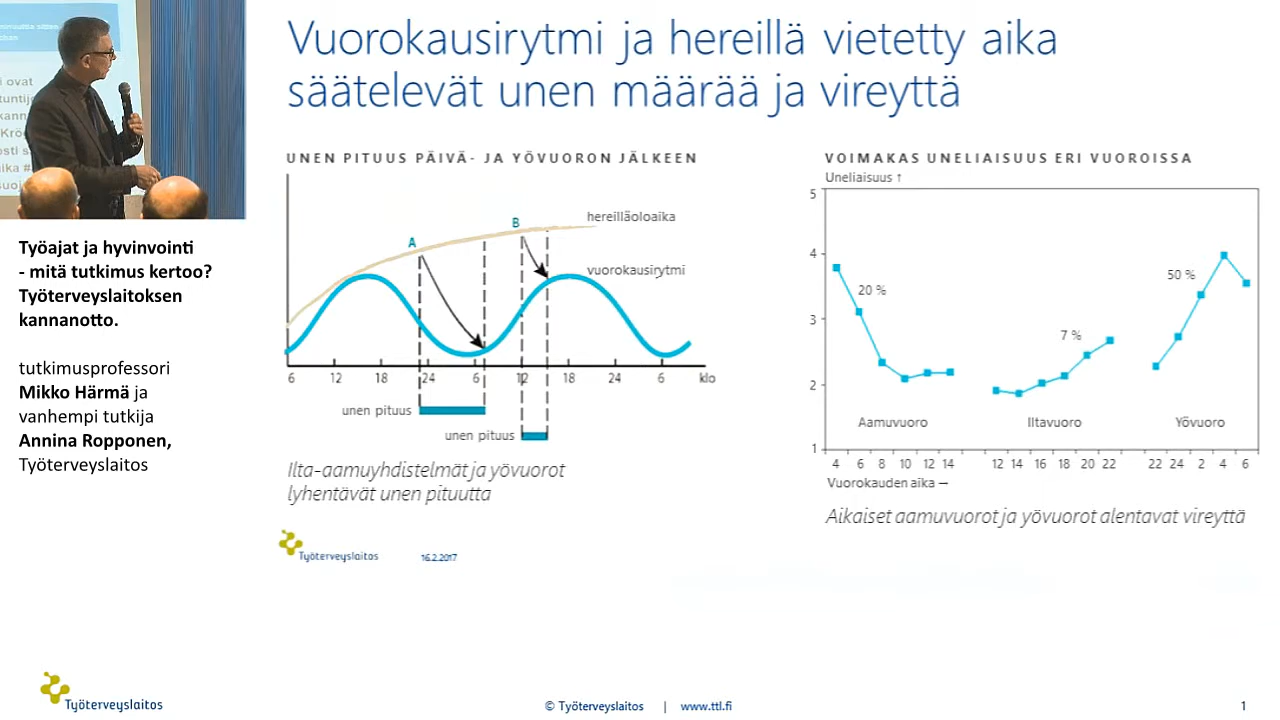 Vuorokausirytmi ja hereillä vietetty aika
säätelevät unen määrää ja vireyttä
i ovat
Työajat ja hyvinvointi
- mitä tutkimus kertoo?
Työterveyslaitoksen
kannanotto.
tutkimusprofessori
Mikko Härmä ja
vanhempi tutkija
Annina Ropponen,
Työterveyslaitos
UNEN PITUUS PÄIVÄ- JA YÖVUORON JÄLKEEN
A
B
hereilläoloaika
vuorokausirytmi
6 12 18 24 6 12 18 24 6 klo
unen pituus
unen pituus
Ilta-aamuyhdistelmät ja yövuorot
lyhentävät unen pituutta
VOIMAKAS UNELIAISUUS ERI VUOROISSA
Uneliaisuus ↑
5
4
3
2
1
20 %
7 %
50 %
Aamuvuoro Iltavuoro Yövuoro
4 6 8 10 12 14 12 14 16 18 20 22 22 24 2 4 6
Vuorokauden aika →
Aikaiset aamuvuorot ja yövuorot alentavat vireyttä
Työterveyslaitos 16.2.2017
Työterveyslaitos
© Työterveyslaitos | www.ttl.fi
1